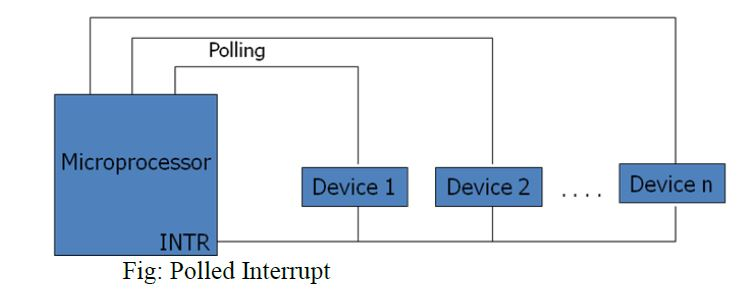 Polling
Microprocessor
Device 1
Device 2
. . . .
Device n
INTR
Fig: Polled Interrupt